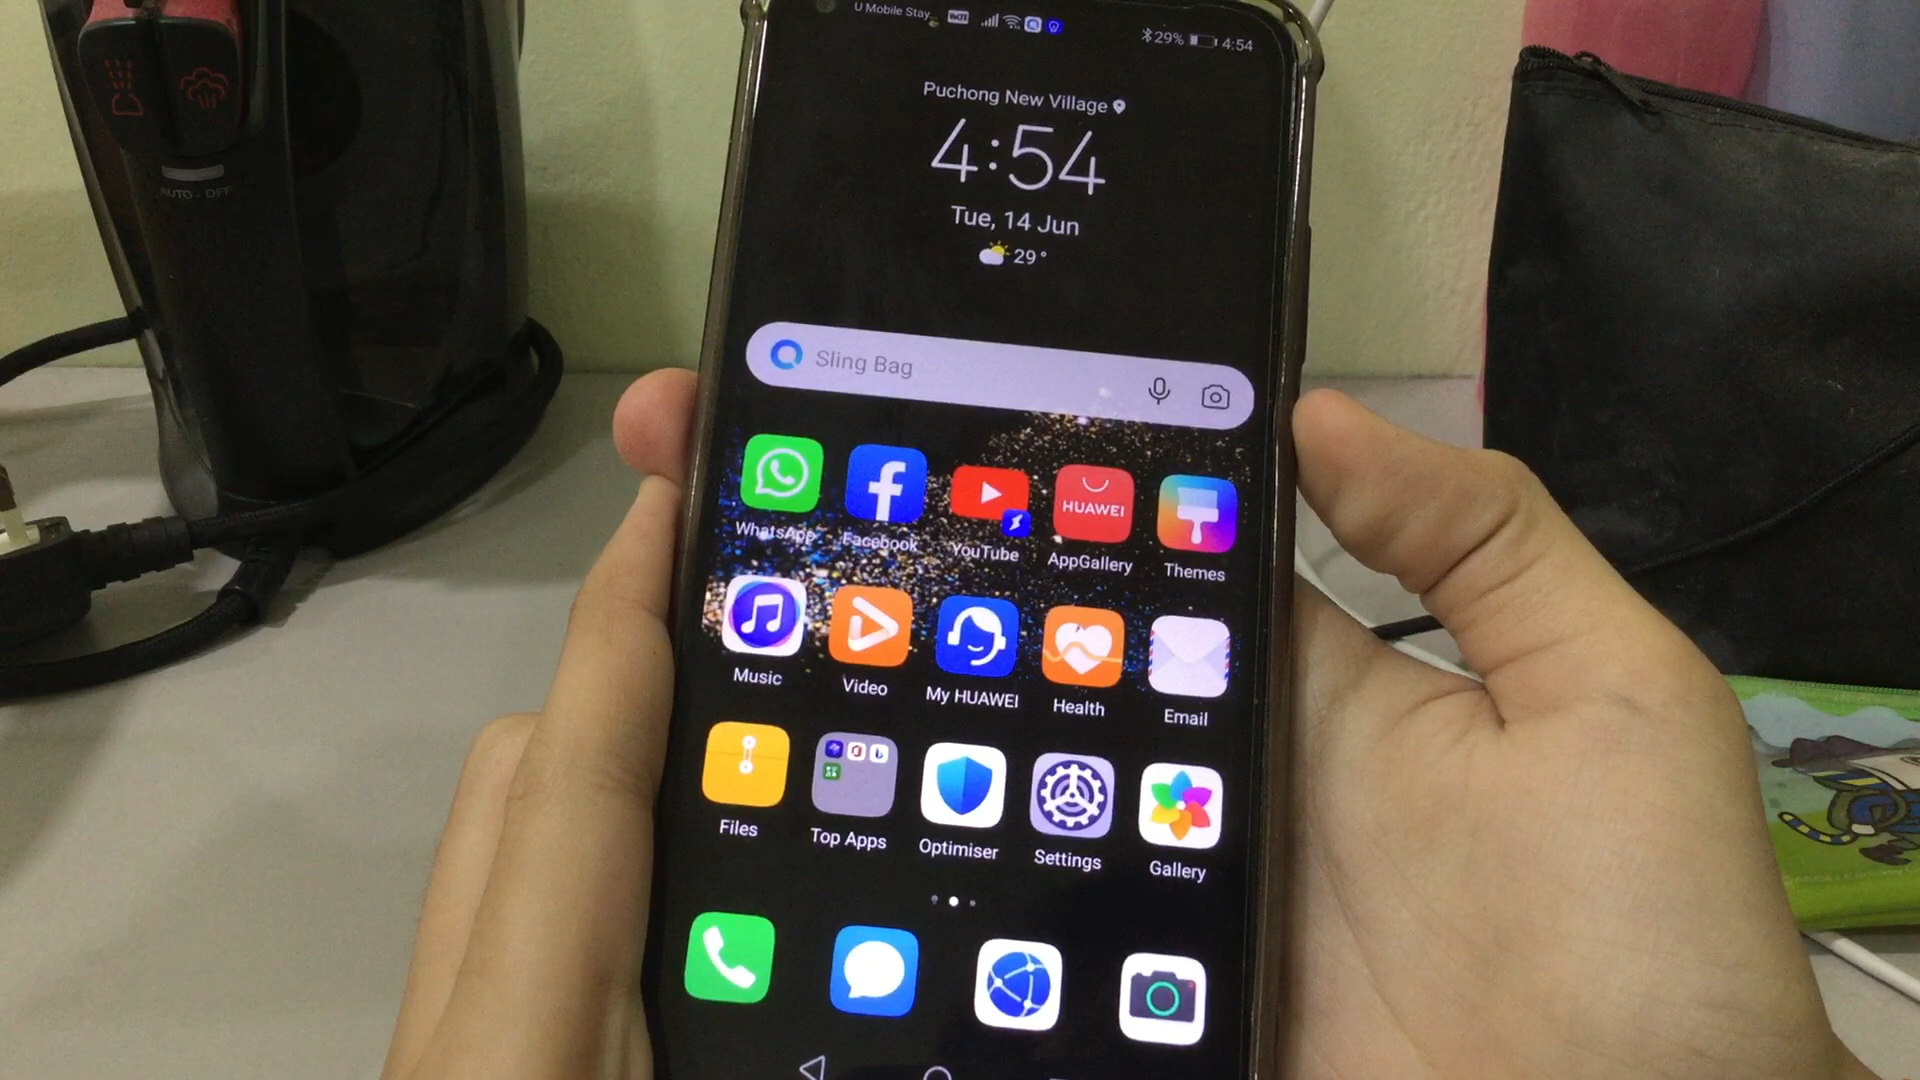 U Mobile Stay...
29% 4:54
Puchong New Village
4:54
Tue, 14 Jun
29°
Sling Bag
HUAWEI
WhatsApp Facebook YouTube AppGallery Themes
Music Video My HUAWEI Health Email
Files Top Apps Optimiser Settings Gallery
AUTO-OFF